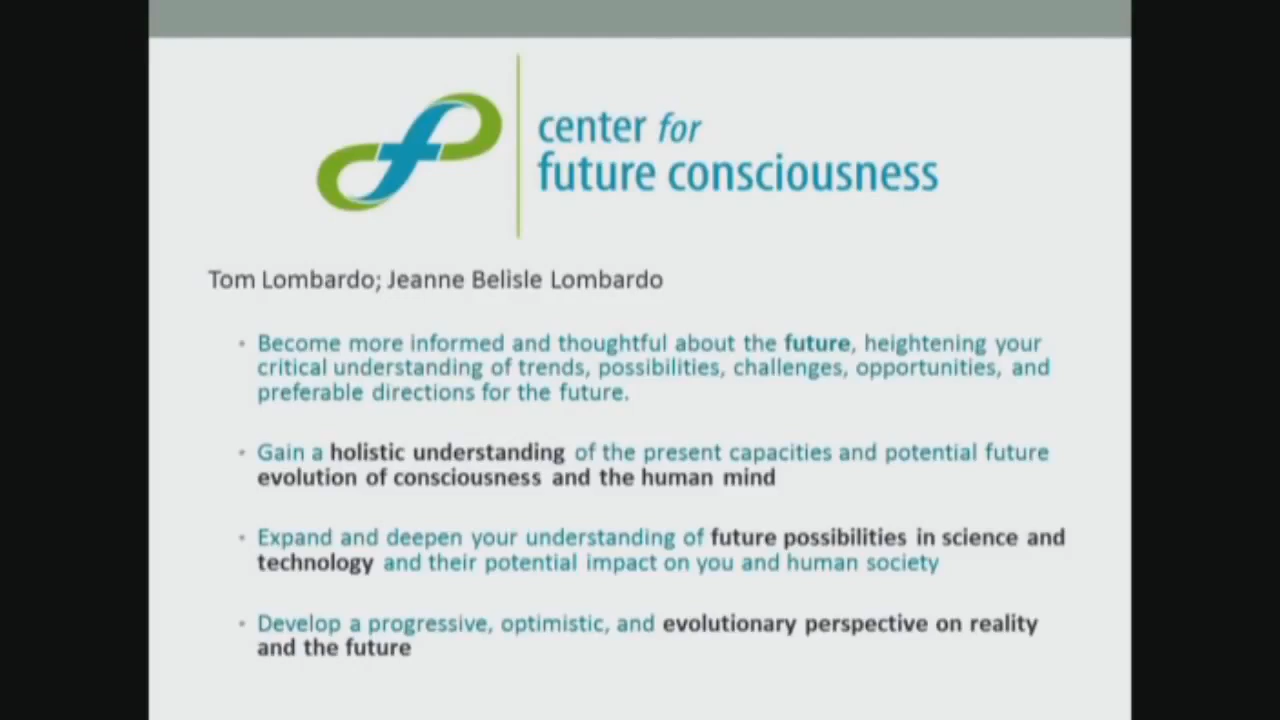 center for
future consciousness
Tom Lombardo; Jeanne Belisle Lombardo
• Become more informed and thoughtful about the future, heightening your
critical understanding of trends, possibilities, challenges, opportunities, and
preferable directions for the future.
• Gain a holistic understanding of the present capacities and potential future
evolution of consciousness and the human mind
• Expand and deepen your understanding of future possibilities in science and
technology and their potential impact on you and human society
• Develop a progressive, optimistic, and evolutionary perspective on reality
and the future